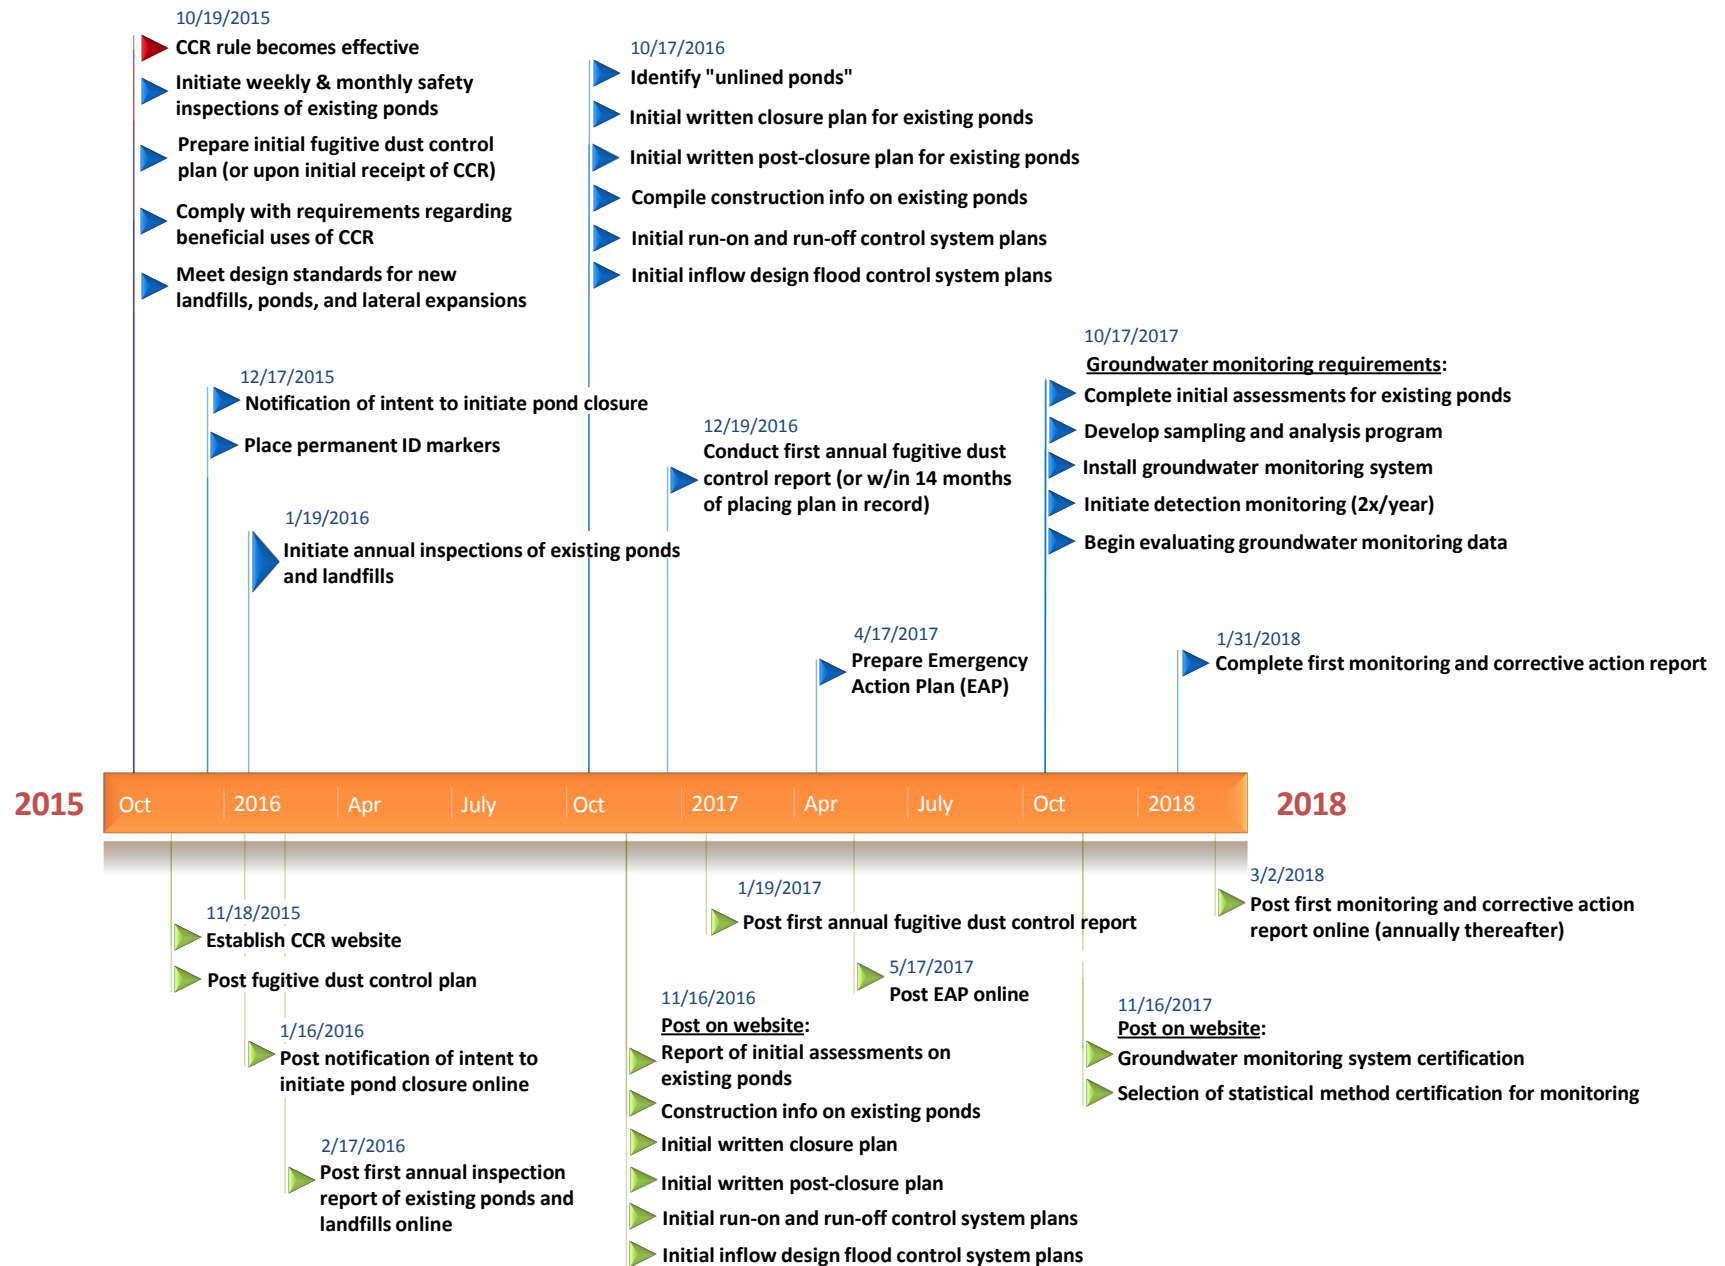 10/19/2015
CCR rule becomes effective
Initiate weekly & monthly safety
inspections of existing ponds
Prepare initial fugitive dust control
plan (or upon initial receipt of CCR)
Comply with requirements regarding
beneficial uses of CCR
Meet design standards for new
landfills, ponds, and lateral expansions
12/17/2015
Notification of intent to initiate pond closure
Place permanent ID markers
1/19/2016
Initiate annual inspections of existing ponds
and landfills
10/17/2016
Identify "unlined ponds"
Initial written closure plan for existing ponds
Initial written post-closure plan for existing ponds
Compile construction info on existing ponds
Initial run-on and run-off control system plans
Initial inflow design flood control system plans
12/19/2016
Conduct first annual fugitive dust
control report (or w/in 14 months
of placing plan in record)
4/17/2017
Prepare Emergency
Action Plan (EAP)
10/17/2017
Groundwater monitoring requirements:
Complete initial assessments for existing ponds
Develop sampling and analysis program
Install groundwater monitoring system
Initiate detection monitoring (2x/year)
Begin evaluating groundwater monitoring data
1/31/2018
Complete first monitoring and corrective action report
2015 Oct 2016 Apr July Oct 2017 Apr July Oct 2018 2018
11/18/2015
Establish CCR website
Post fugitive dust control plan
1/16/2016
Post notification of intent to
initiate pond closure online
2/17/2016
Post first annual inspection
report of existing ponds and
landfills online
11/16/2016
Post on website:
Report of initial assessments on
existing ponds
Construction info on existing ponds
Initial written closure plan
Initial written post-closure plan
Initial run-on and run-off control system plans
Initial inflow design flood control system plans
1/19/2017
Post first annual fugitive dust control report
5/17/2017
Post EAP online
11/16/2017
Post on website:
Groundwater monitoring system certification
Selection of statistical method certification for monitoring
3/2/2018
Post first monitoring and corrective action
report online (annually thereafter)